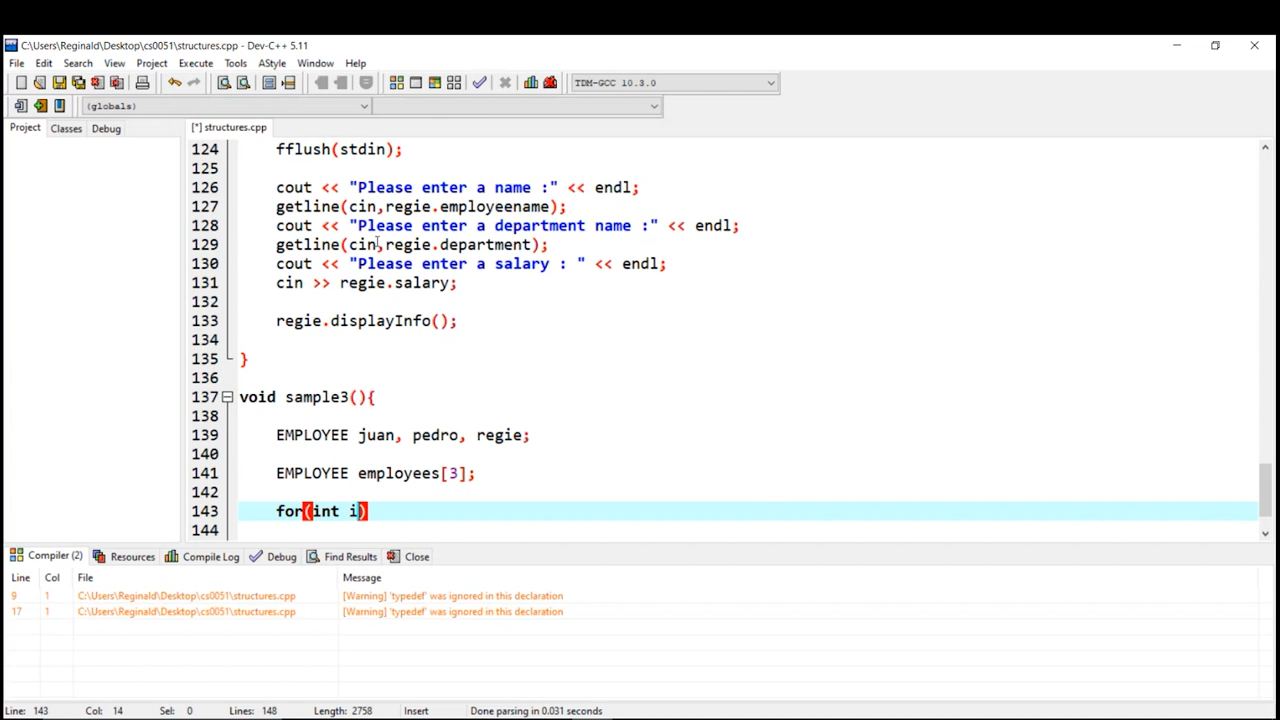 C:\Users\Reginald\Desktop\cs0051\structures.cpp - Dev-C++ 5.11
File Edit Search View Project Execute Tools AStyle Window Help
TDM-GCC 10.3.0
(globals)
Project Classes Debug [*] structures.cpp
124 fflush(stdin);
125
126 cout << "Please enter a name :" << endl;
127 getline(cin,regie.employeename);
128 cout << "Please enter a department name :" << endl;
129 getline(cin,regie.department);
130 cout << "Please enter a salary : " << endl;
131 cin >> regie.salary;
132
133 regie.displayInfo();
134
135 }
136
137 void sample3(){
138
139 EMPLOYEE juan, pedro, regie;
140
141 EMPLOYEE employees[3];
142
143 for(int i)
144
Compiler (2) Resources Compile Log Debug Find Results Close
Line Col File Message
9 1 C:\Users\Reginald\Desktop\cs0051\structures.cpp [Warning] 'typedef' was ignored in this declaration
17 1 C:\Users\Reginald\Desktop\cs0051\structures.cpp [Warning] 'typedef' was ignored in this declaration
Line: 143 Col: 14 Sel: 0 Lines: 148 Length: 2758 Insert Done parsing in 0.031 seconds